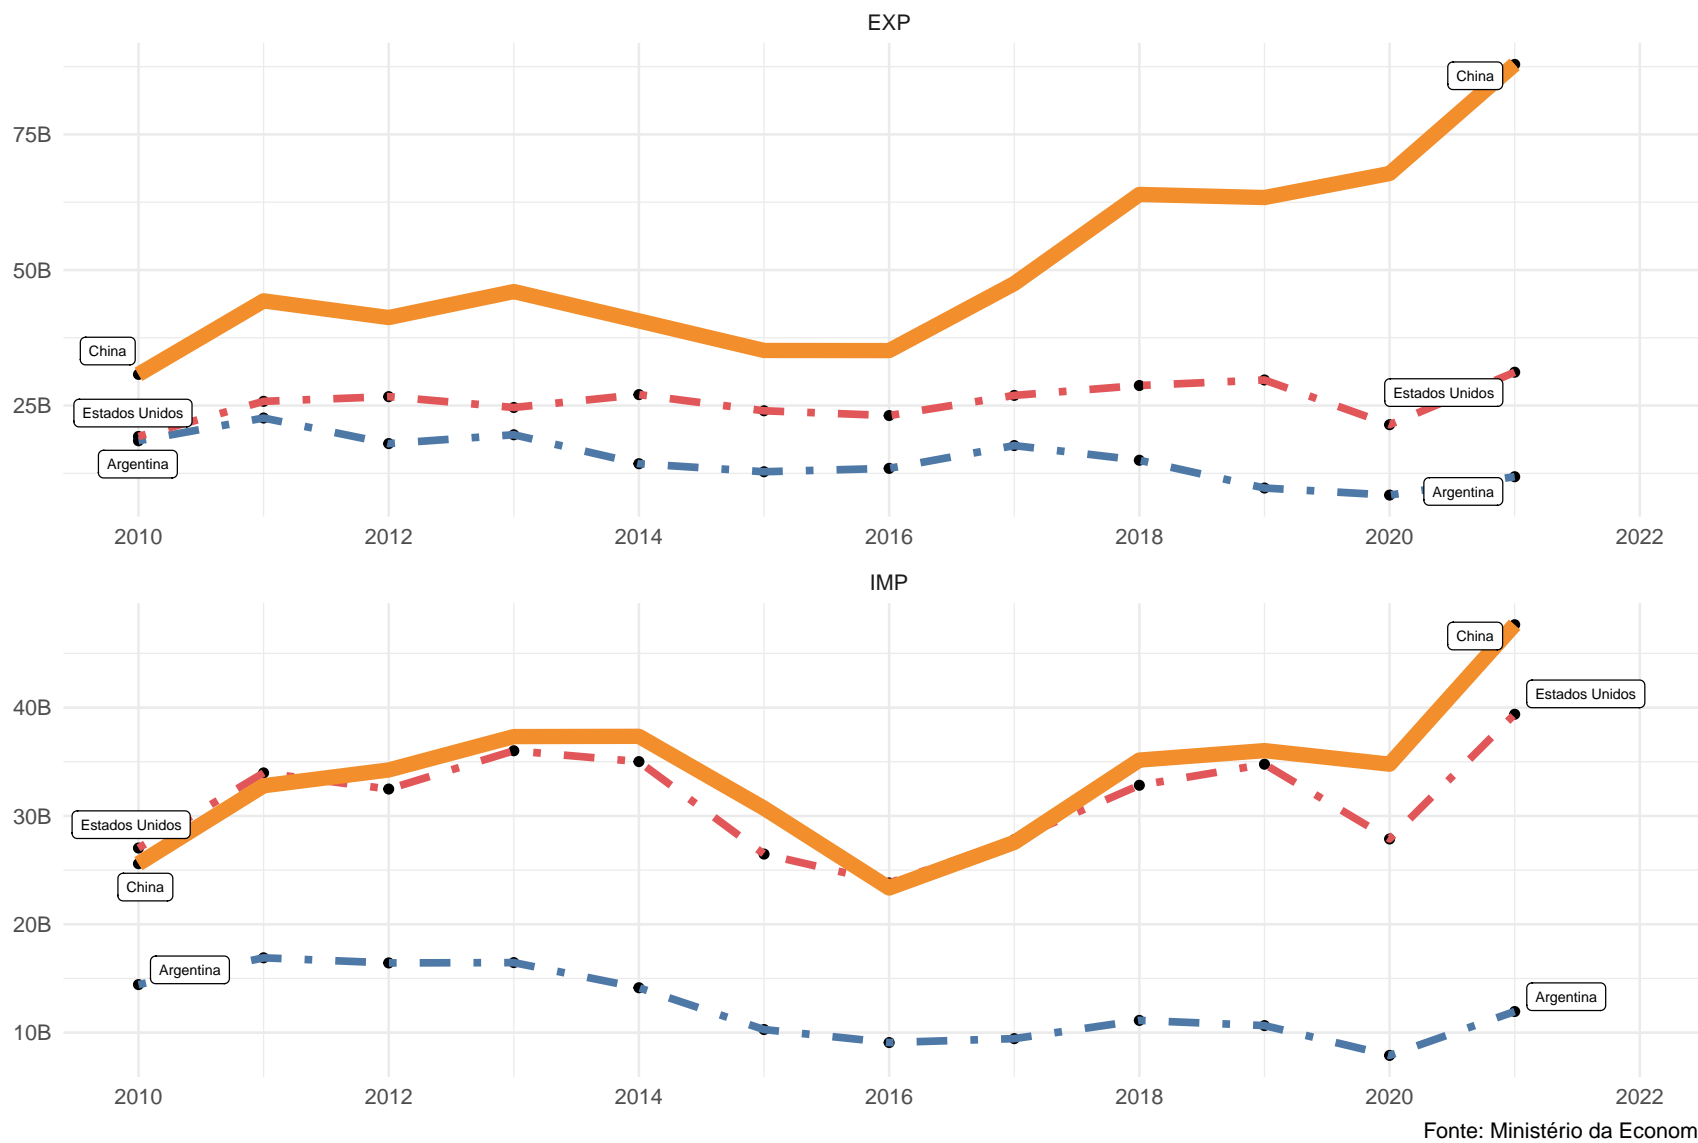 EXP
75B
50B
25B
China
China
Estados Unidos
Estados Unidos
Argentina
Argentina
2010 2012 2014 2016 2018 2020 2022
IMP
40B
30B
20B
10B
China
Estados Unidos
Estados Unidos
China
Argentina
Argentina
2010 2012 2014 2016 2018 2020 2022
Fonte: Ministério da Econom